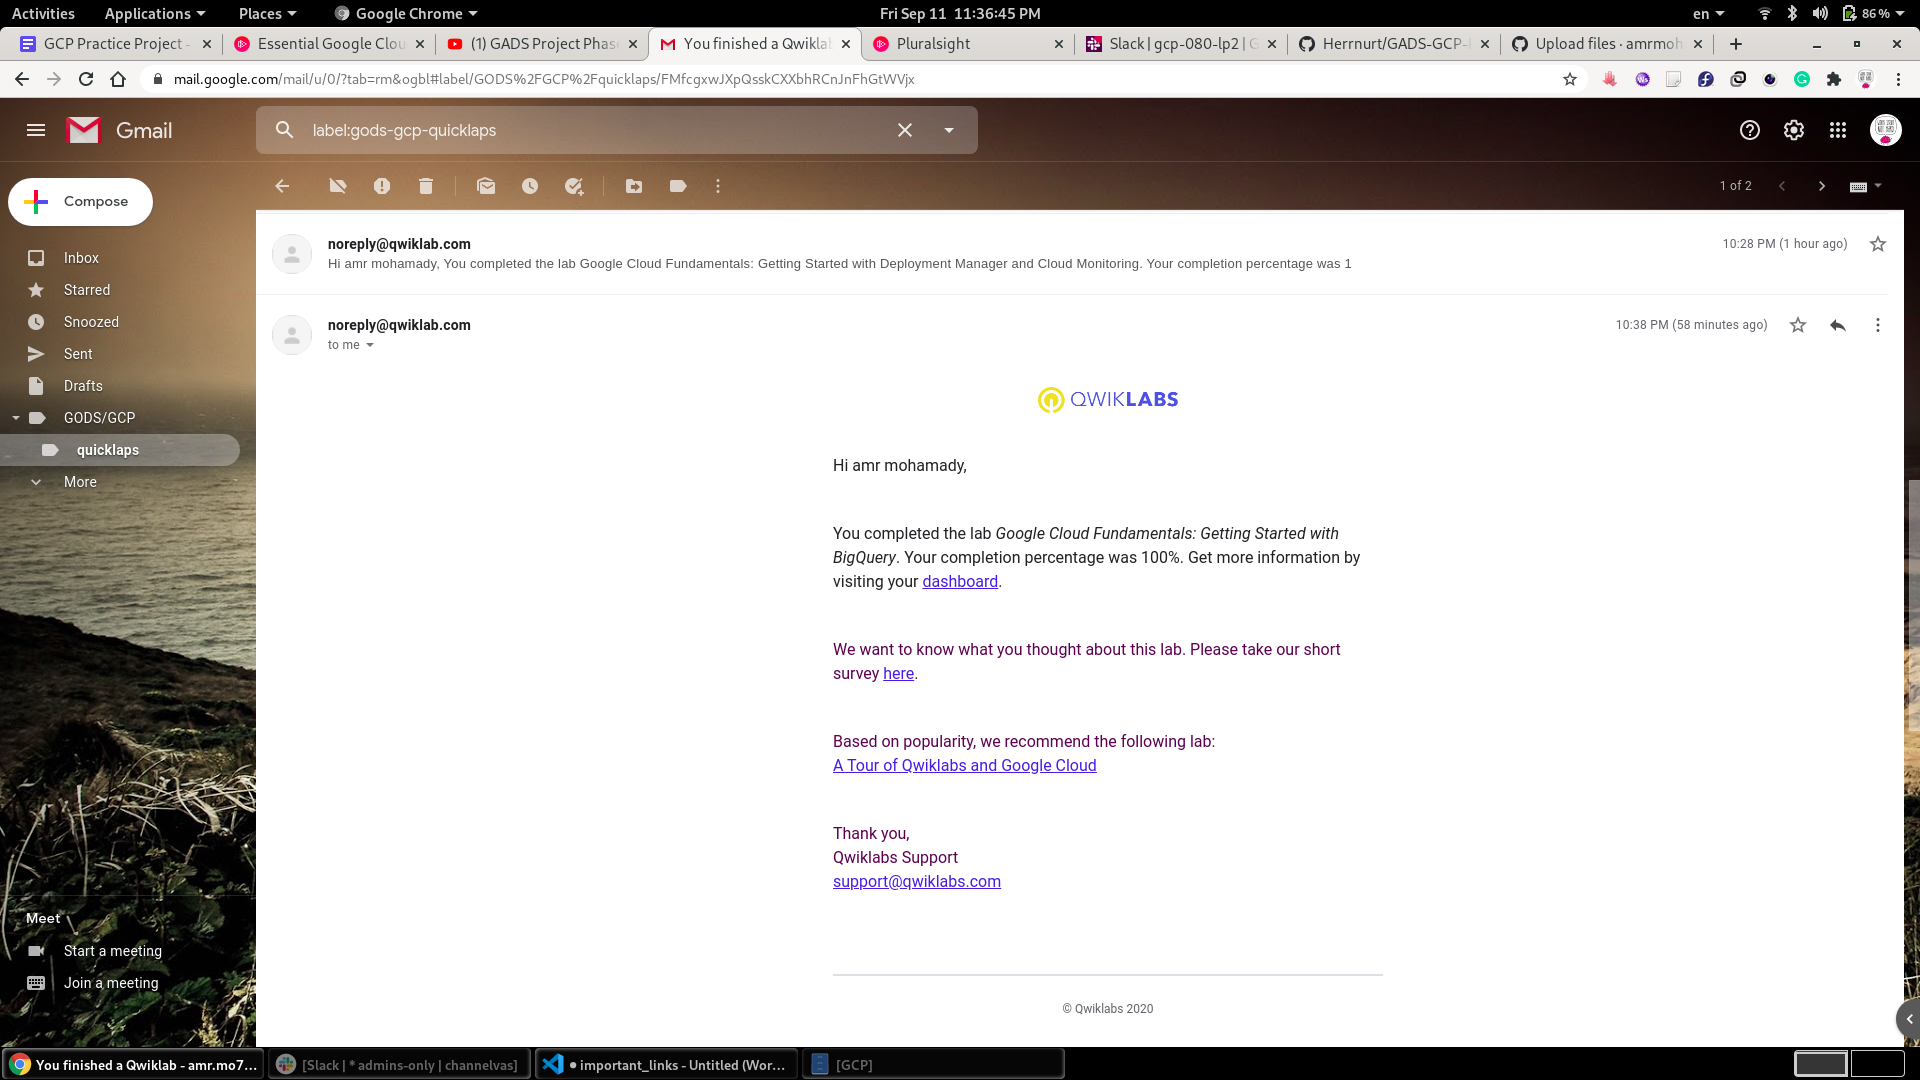 Activities Applications Places Google Chrome Fri Sep 11 11:36:45 PM en 86%
GCP Practice Project - Essential Google Clou (1) GADS Project Phas You finished a Qwiklab Pluralsight Slack | gcp-080-lp2 | G Herrnurt/GADS-GCP- Upload files · amrmoh
mail.google.com/mail/u/0/?tab=rm&ogbl#label/GODS%2FGCP%2Fquicklaps/FMfcgxwJXpQsskCXXbhRCnJnFhGtWVjx
Gmail label:gods-gcp-quicklaps
Compose 1 of 2
Inbox
Starred
Snoozed
Sent
Drafts
GODS/GCP
quicklaps
More
noreply@qwiklab.com 10:28 PM (1 hour ago)
Hi amr mohamady, You completed the lab Google Cloud Fundamentals: Getting Started with Deployment Manager and Cloud Monitoring. Your completion percentage was 1
noreply@qwiklab.com 10:38 PM (58 minutes ago)
to me
QWIKLABS
Hi amr mohamady,
You completed the lab Google Cloud Fundamentals: Getting Started with
BigQuery. Your completion percentage was 100%. Get more information by
visiting your dashboard.
We want to know what you thought about this lab. Please take our short
survey here.
Based on popularity, we recommend the following lab:
A Tour of Qwiklabs and Google Cloud
Thank you,
Qwiklabs Support
support@qwiklabs.com
© Qwiklabs 2020
Meet
Start a meeting
Join a meeting
You finished a Qwiklab - amr.mo7... [Slack | * admins-only | channelvas] ● important_links - Untitled (Wor... [GCP]